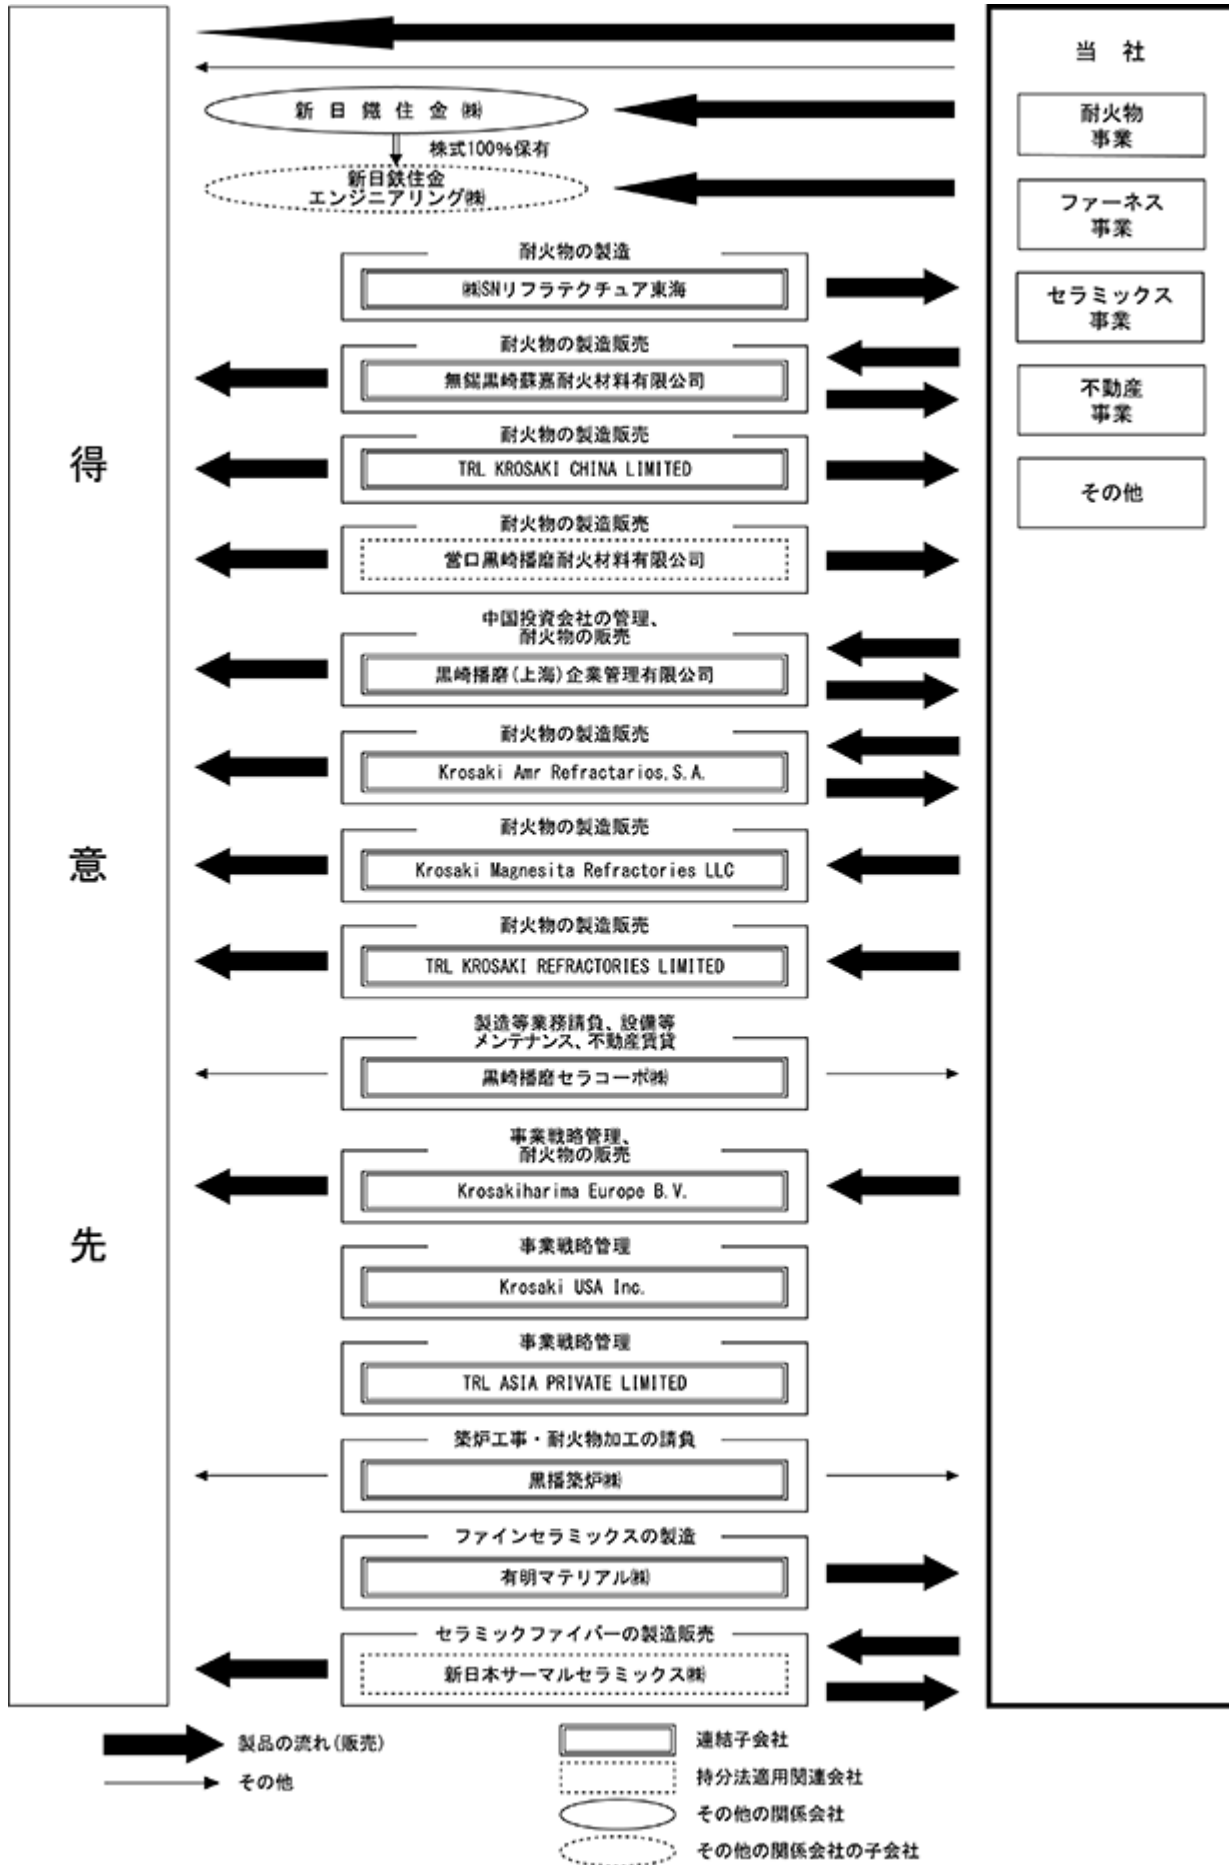 当 社
耐火物
事業
ファーネス
事業
セラミックス
事業
不動産
事業
その他
得
意
先
新 日 鐵 住 金 ㈱
株式100%保有
新日鉄住金
エンジニアリング㈱
耐火物の製造
㈱SNリフラテクチュア東海
耐火物の製造販売
無錫黒崎蘇嘉耐火材料有限公司
耐火物の製造販売
TRL KROSAKI CHINA LIMITED
耐火物の製造販売
営口黒崎播磨耐火材料有限公司
中国投資会社の管理、
耐火物の販売
黒崎播磨(上海)企業管理有限公司
耐火物の製造販売
Krosaki Amr Refractarios,S.A.
耐火物の製造販売
Krosaki Magnesita Refractories LLC
耐火物の製造販売
TRL KROSAKI REFRACTORIES LIMITED
製造等業務請負、設備等
メンテナンス、不動産賃貸
黒崎播磨セラコーポ㈱
事業戦略管理、
耐火物の販売
Krosakiharima Europe B.V.
事業戦略管理
Krosaki USA Inc.
事業戦略管理
TRL ASIA PRIVATE LIMITED
築炉工事・耐火物加工の請負
黒播築炉㈱
ファインセラミックスの製造
有明マテリアル㈱
セラミックファイバーの製造販売
新日本サーマルセラミックス㈱
製品の流れ(販売)
その他
連結子会社
持分法適用関連会社
その他の関係会社
その他の関係会社の子会社